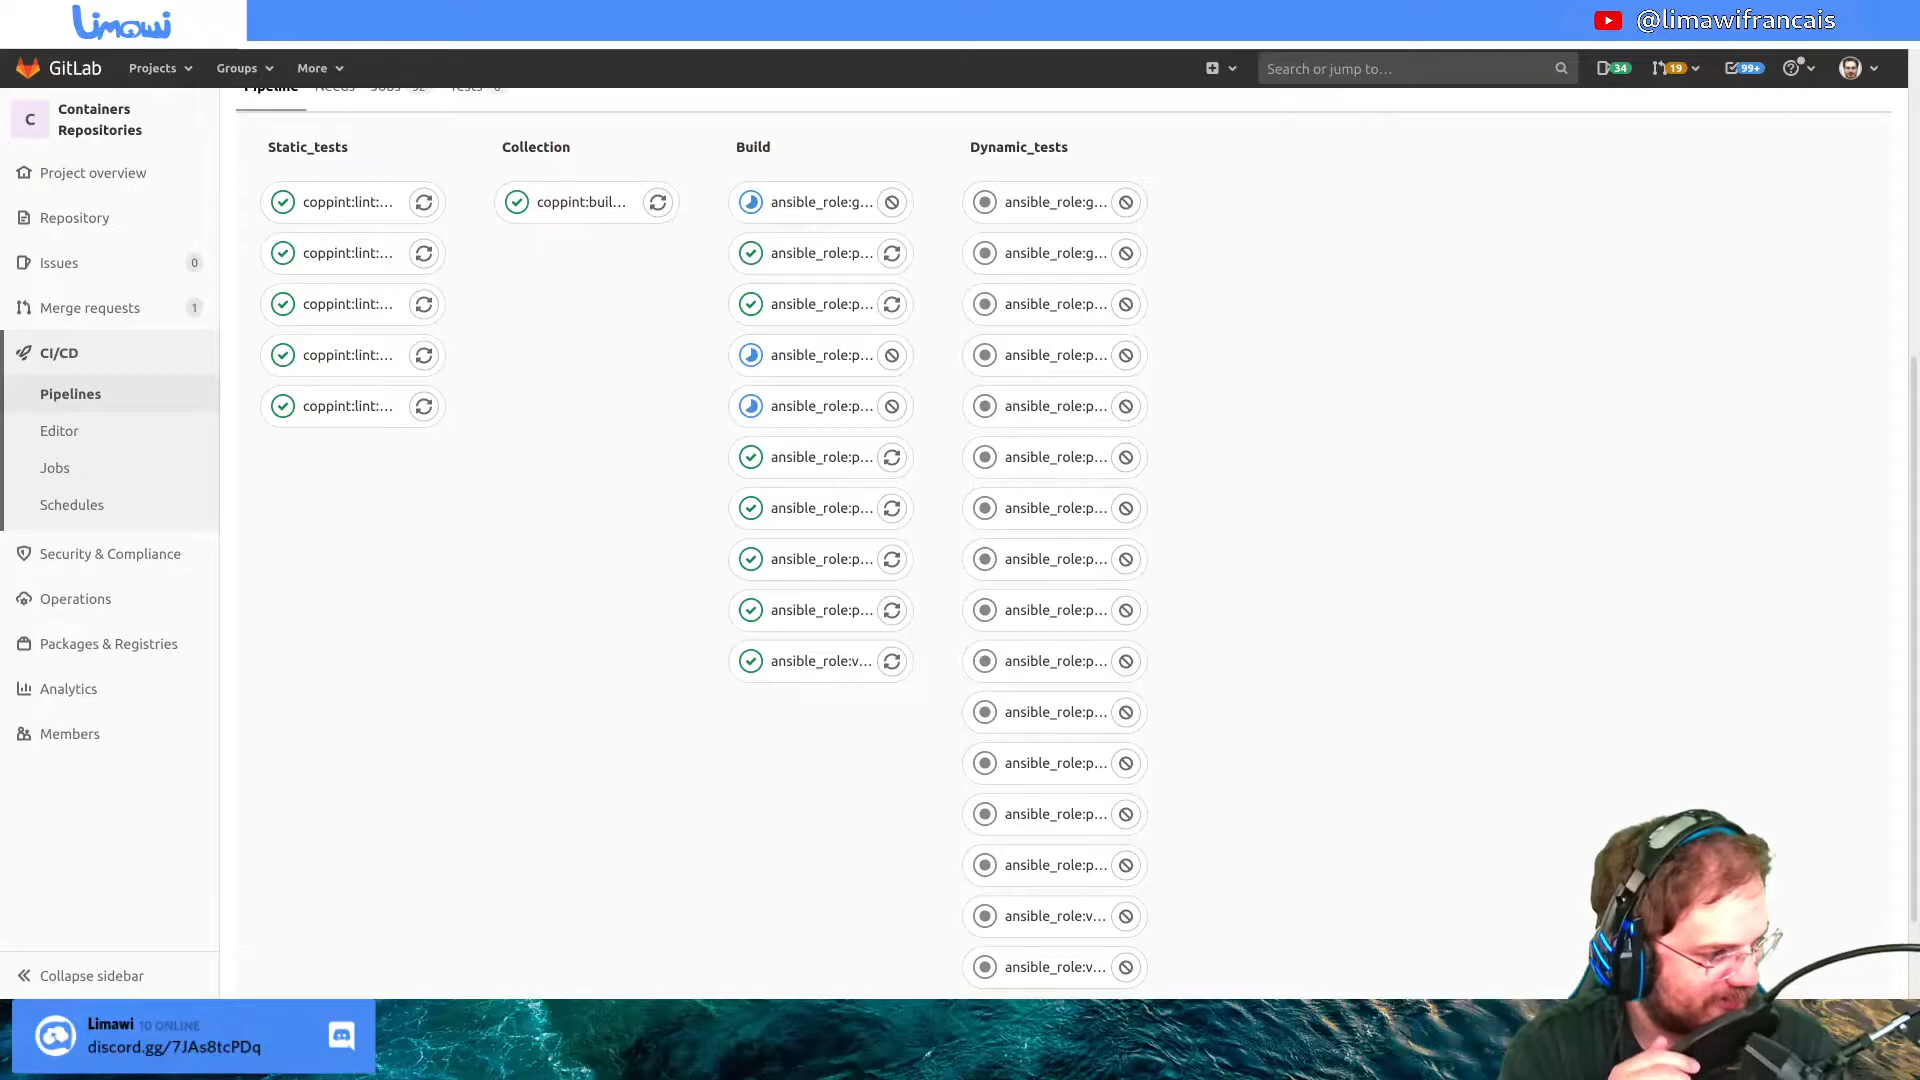 Limawi
@limawifrancais
GitLab Projects Groups More Search or jump to... 34 19 99+
Pipeline Needs Jobs 32 Tests 0
C Containers Repositories
Project overview
Repository
Issues 0
Merge requests 1
CI/CD
Pipelines
Editor
Jobs
Schedules
Security & Compliance
Operations
Packages & Registries
Analytics
Members
Collapse sidebar
Static_tests
coppint:lint:...
coppint:lint:...
coppint:lint:...
coppint:lint:...
coppint:lint:...
Collection
coppint:buil...
Build
ansible_role:g...
ansible_role:p...
ansible_role:p...
ansible_role:p...
ansible_role:p...
ansible_role:p...
ansible_role:p...
ansible_role:p...
ansible_role:p...
ansible_role:v...
Dynamic_tests
ansible_role:g...
ansible_role:g...
ansible_role:p...
ansible_role:p...
ansible_role:p...
ansible_role:p...
ansible_role:p...
ansible_role:p...
ansible_role:p...
ansible_role:p...
ansible_role:p...
ansible_role:p...
ansible_role:p...
ansible_role:p...
ansible_role:v...
ansible_role:v...
Limawi 10 ONLINE
discord.gg/7JAs8tcPDq